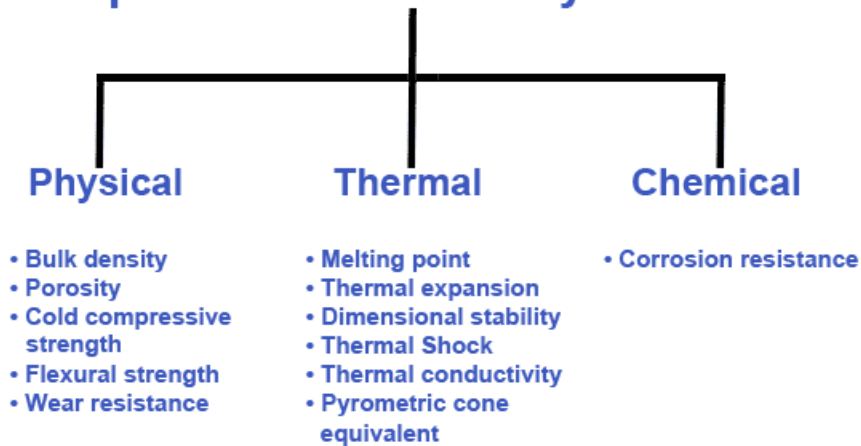 Physical
Thermal
Chemical
• Bulk density
• Porosity
• Cold compressive
strength
• Flexural strength
• Wear resistance
• Melting point
• Thermal expansion
• Dimensional stability
• Thermal Shock
• Thermal conductivity
• Pyrometric cone
equivalent
• Corrosion resistance